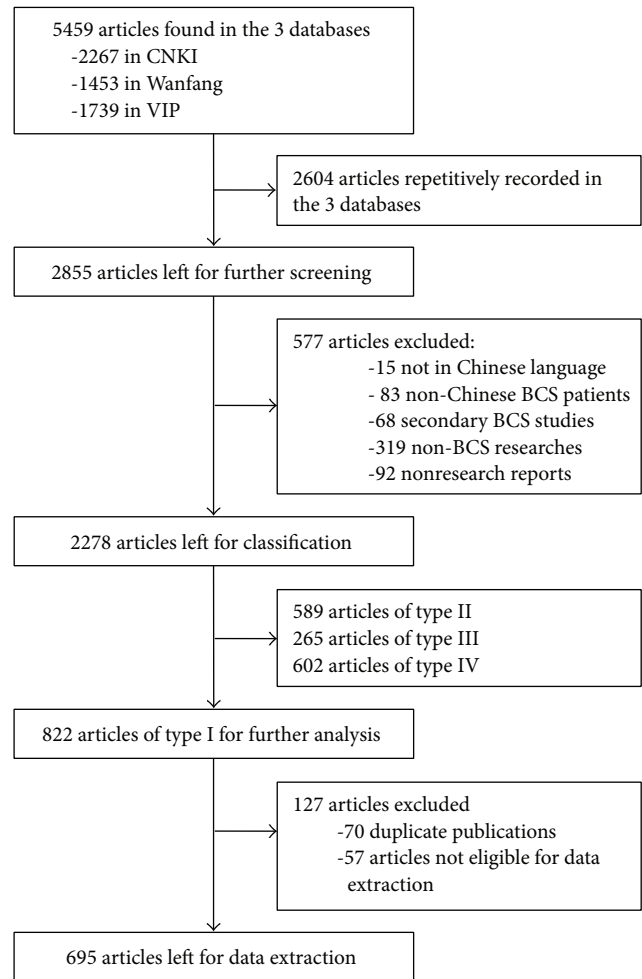 5459 articles found in the 3 databases
-2267 in CNKI
-1453 in Wanfang
-1739 in VIP
2604 articles repetitively recorded in
the 3 databases
2855 articles left for further screening
577 articles excluded:
-15 not in Chinese language
- 83 non-Chinese BCS patients
-68 secondary BCS studies
-319 non-BCS researches
-92 nonresearch reports
2278 articles left for classification
589 articles of type II
265 articles of type III
602 articles of type IV
822 articles of type I for further analysis
127 articles excluded
-70 duplicate publications
-57 articles not eligible for data
extraction
695 articles left for data extraction